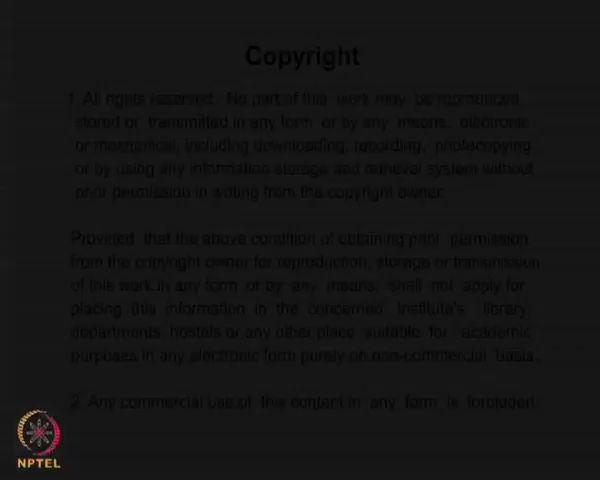 Copyright
1. All rights reserved. No part of this work may be reproduced,
stored or transmitted in any form or by any means, electronic
or mechanical, including downloading, recording, photocopying
or by using any information storage and retrieval system without
prior permission in writing from the copyright owner.
Provided that the above condition of obtaining prior permission
from the copyright owner for reproduction, storage or transmission
of this work in any form or by any means, shall not apply for
placing this information in the concerned Institute's library,
departments, hostels or any other place suitable for academic
purposes in any electronic form purely on non-commercial basis.
2. Any commercial use of this content in any form is forbidden.
NPTEL